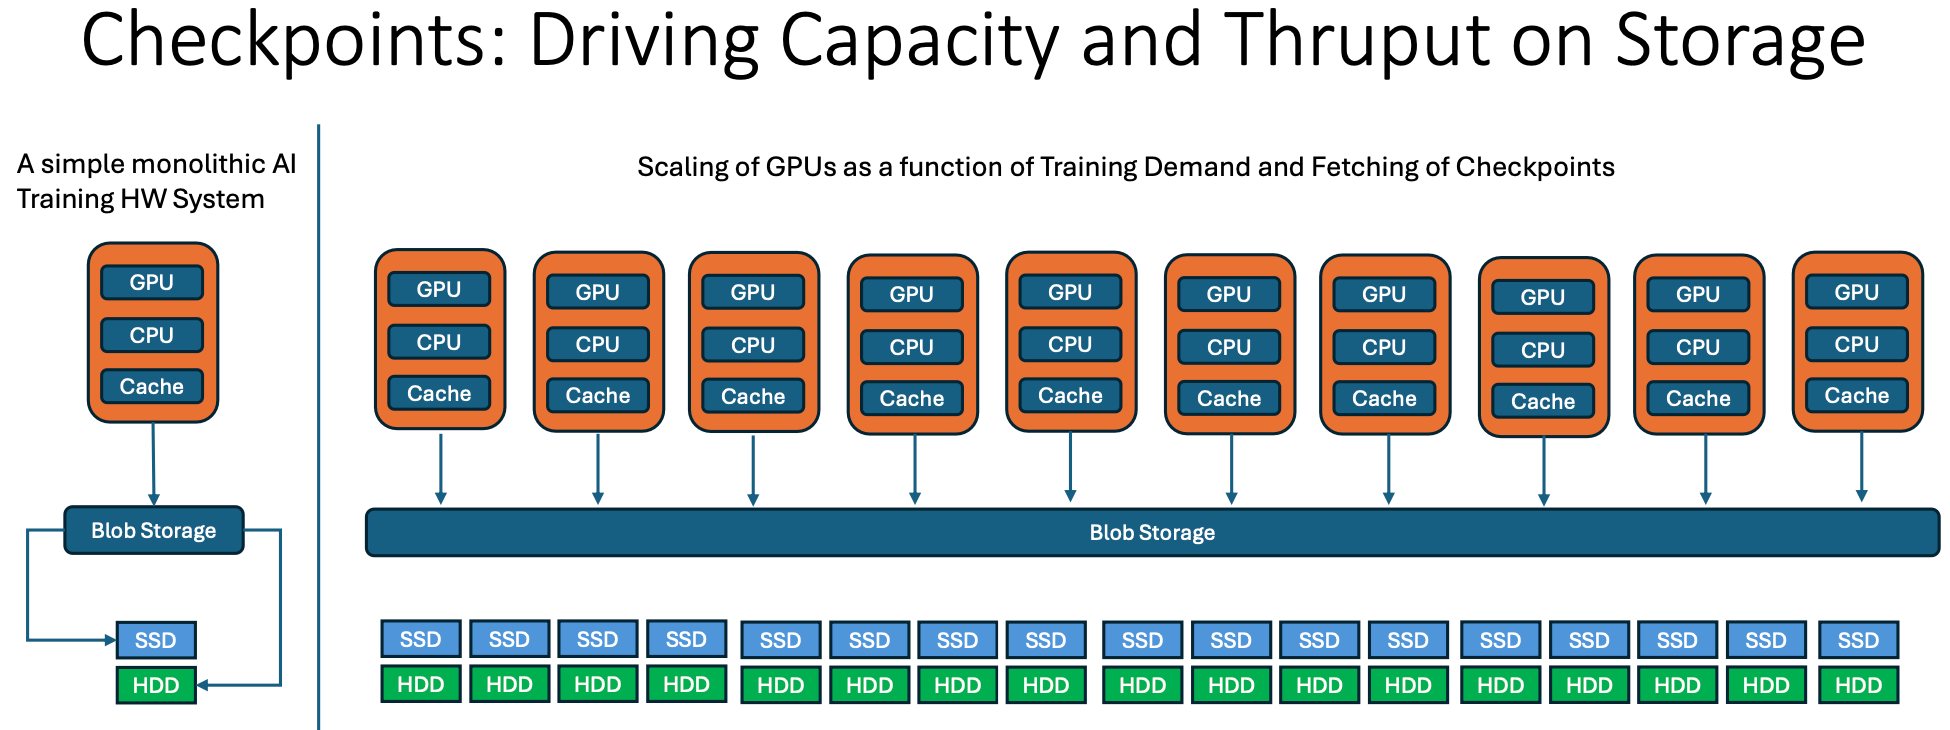 Checkpoints: Driving Capacity and Thruput on Storage
A simple monolithic AI
Training HW System
GPU
CPU
Cache
Blob Storage
SSD
HDD
Scaling of GPUs as a function of Training Demand and Fetching of Checkpoints
GPU GPU GPU GPU GPU GPU GPU GPU GPU GPU
CPU CPU CPU CPU CPU CPU CPU CPU CPU CPU
Cache Cache Cache Cache Cache Cache Cache Cache Cache Cache
Blob Storage
SSD SSD SSD SSD SSD SSD SSD SSD SSD SSD SSD SSD SSD SSD SSD SSD SSD
HDD HDD HDD HDD HDD HDD HDD HDD HDD HDD HDD HDD HDD HDD HDD HDD HDD